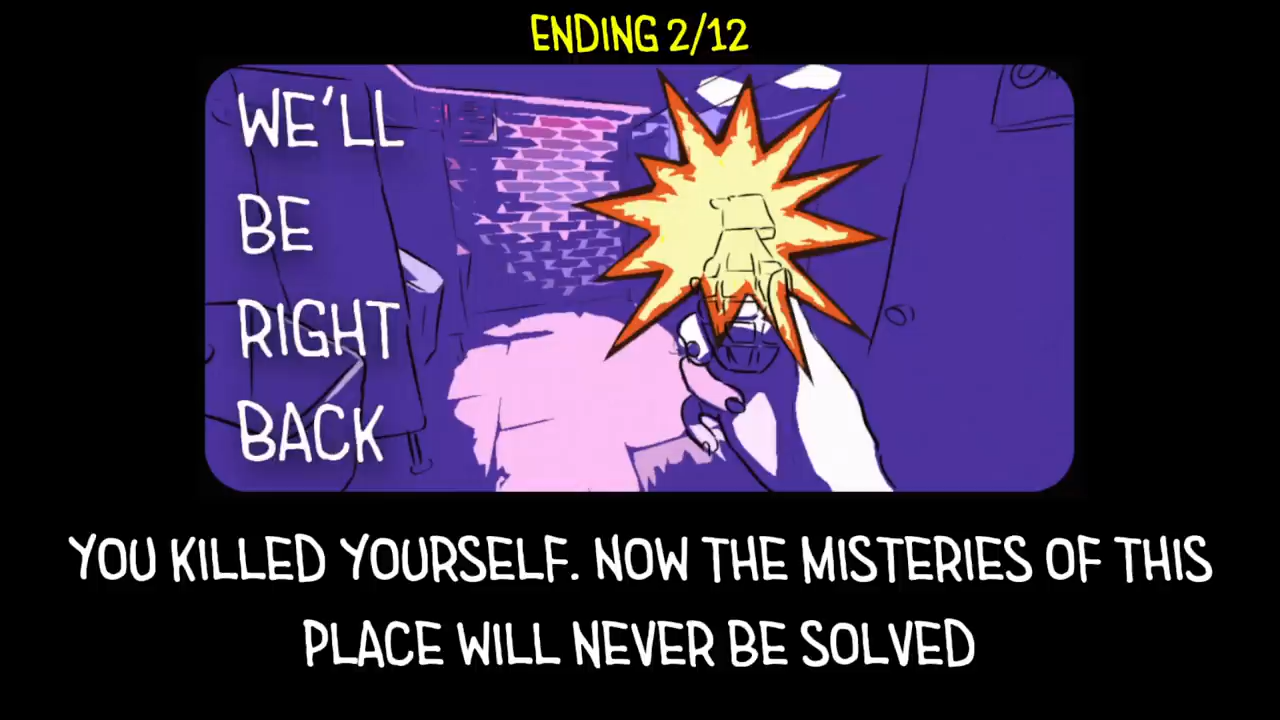 ENDING 2/12
WE'LL
BE
RIGHT
BACK
YOU KILLED YOURSELF. NOW THE MISTERIES OF THIS
PLACE WILL NEVER BE SOLVED